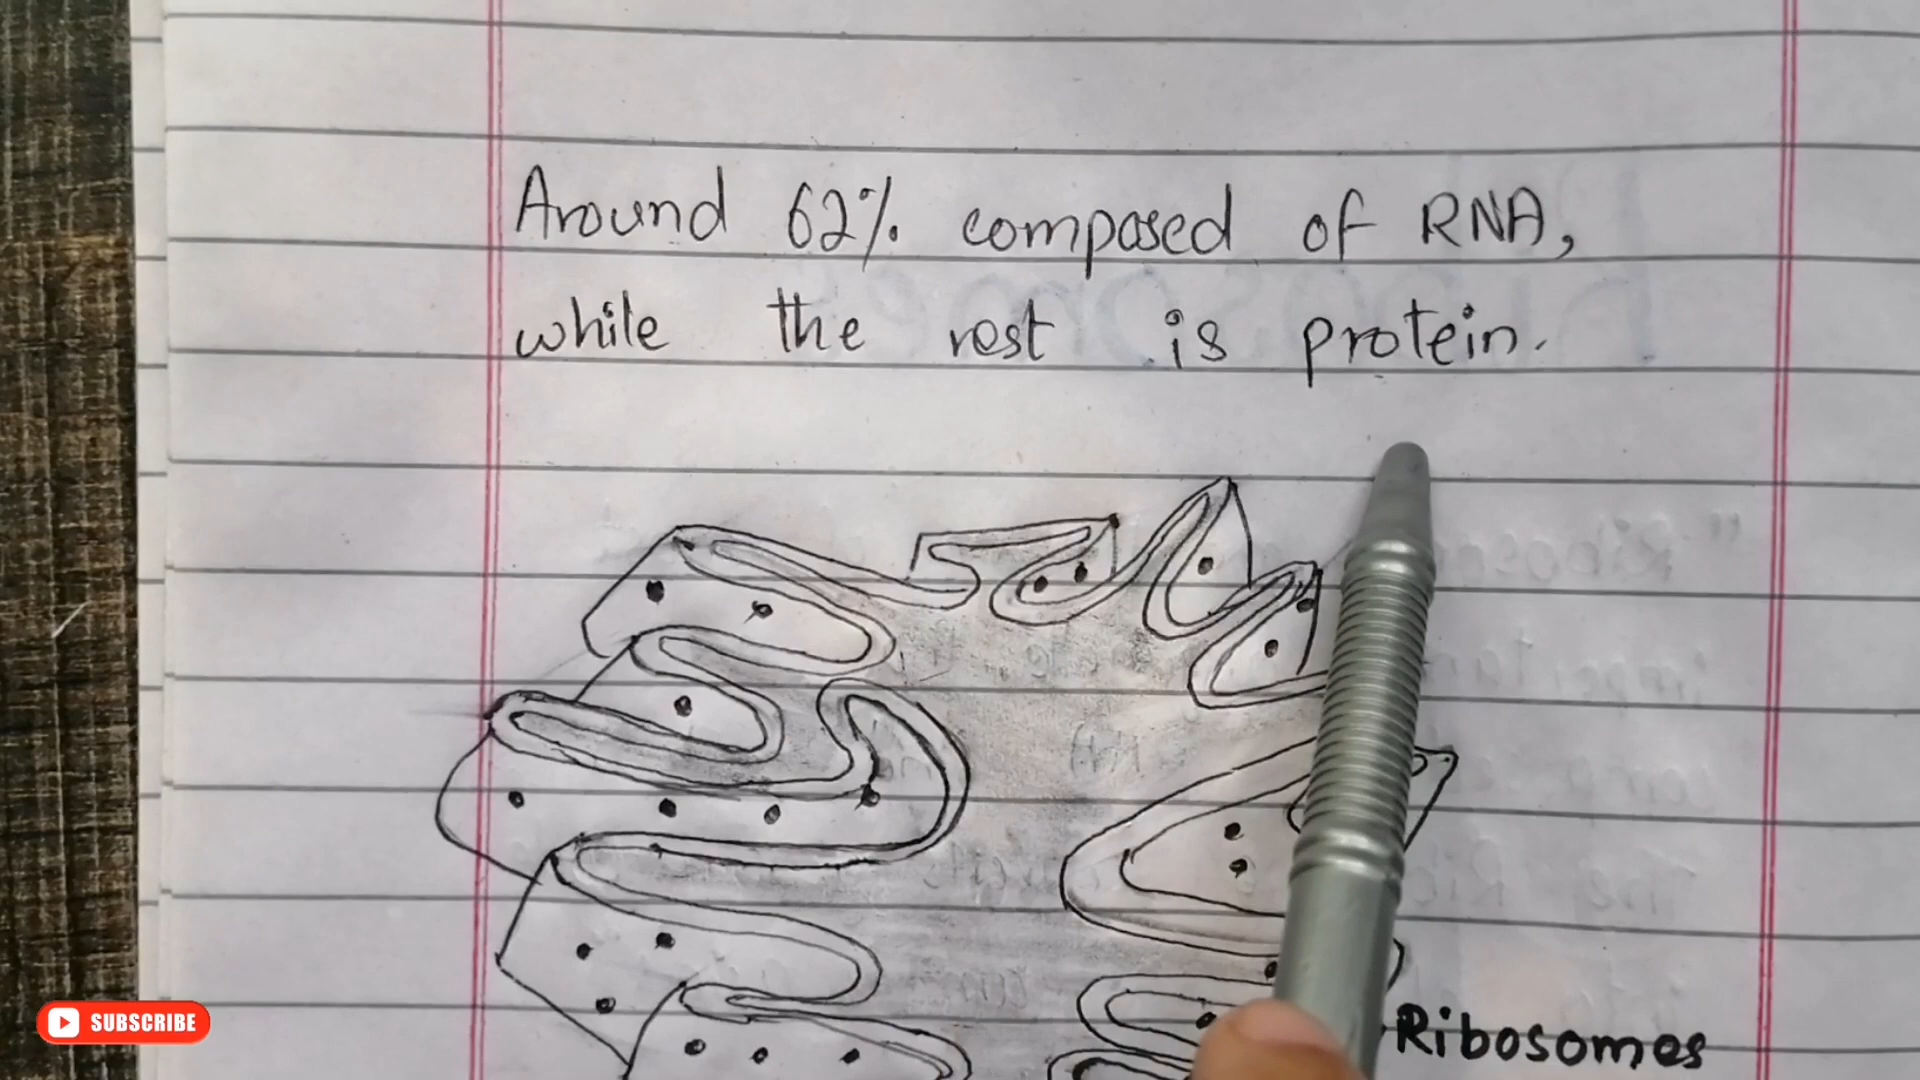 Around 62% composed of RNA,
while the rest is protein.
Ribosomes
SUBSCRIBE